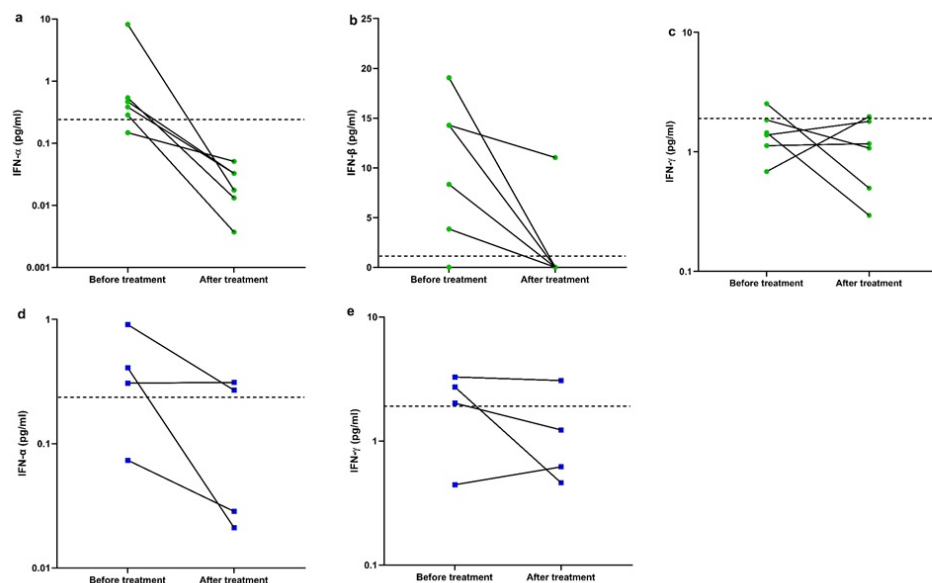 a
IFN-α (pg/ml)
10
1
0.1
0.01
0.001
Before treatment
After treatment
b
IFN-β (pg/ml)
25
20
15
10
5
0
Before treatment
After treatment
c
IFN-γ (pg/ml)
10
1
0.1
Before treatment
After treatment
d
IFN-α (pg/ml)
1
0.1
0.01
Before treatment
After treatment
e
IFN-γ (pg/ml)
10
1
0.1
Before treatment
After treatment